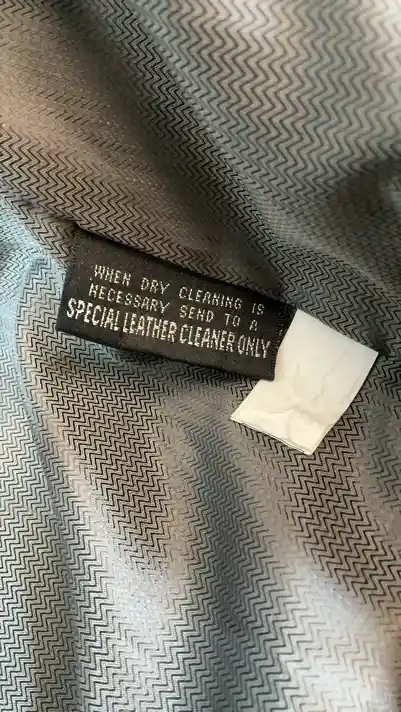 WHEN DRY CLEANING IS
NECESSARY SEND TO A
SPECIAL LEATHER CLEANER ONLY